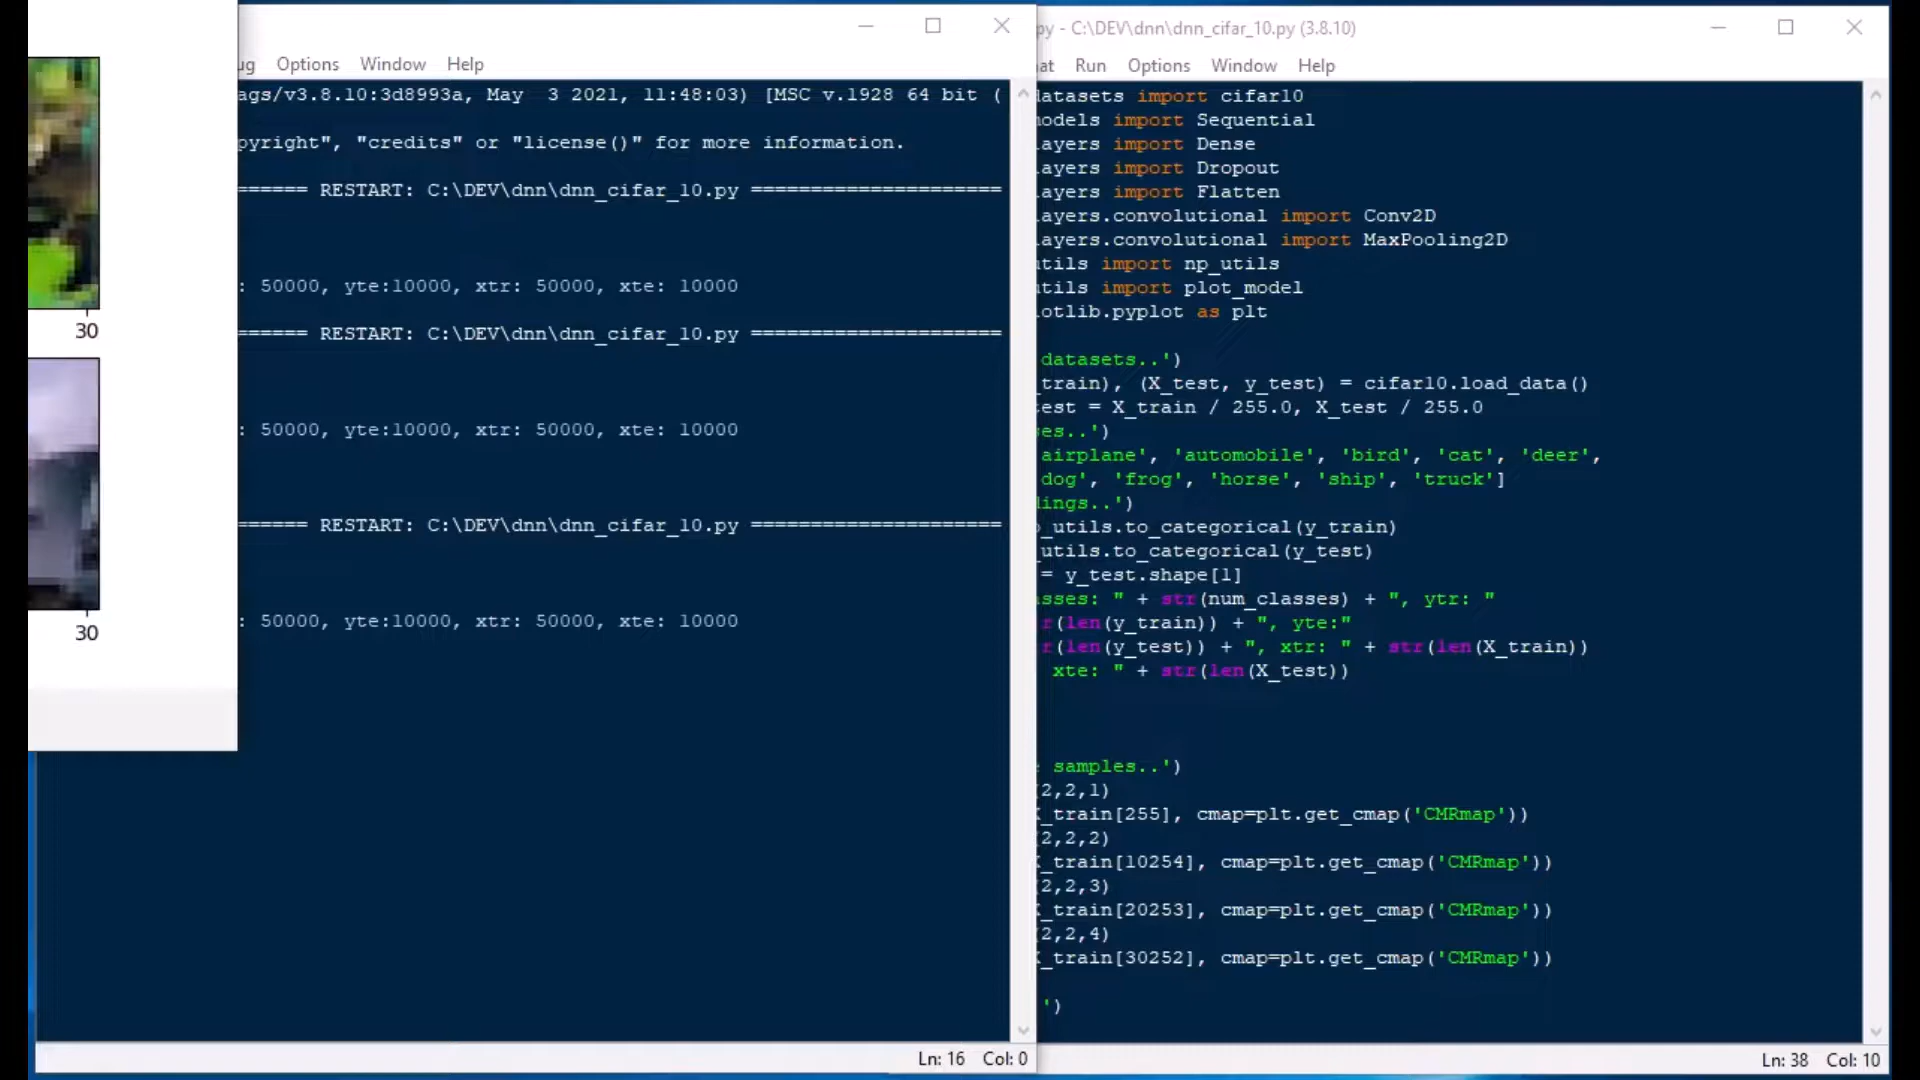 30
30
ug Options Window Help
ags/v3.8.10:3d8993a, May 3 2021, 11:48:03) [MSC v.1928 64 bit (
pyright", "credits" or "license()" for more information.
====== RESTART: C:\DEV\dnn\dnn_cifar_10.py =====================
: 50000, yte:10000, xtr: 50000, xte: 10000
====== RESTART: C:\DEV\dnn\dnn_cifar_10.py =====================
: 50000, yte:10000, xtr: 50000, xte: 10000
====== RESTART: C:\DEV\dnn\dnn_cifar_10.py =====================
: 50000, yte:10000, xtr: 50000, xte: 10000
Ln: 16 Col: 0
py - C:\DEV\dnn\dnn_cifar_10.py (3.8.10)
at Run Options Window Help
datasets import cifar10
models import Sequential
ayers import Dense
ayers import Dropout
ayers import Flatten
ayers.convolutional import Conv2D
ayers.convolutional import MaxPooling2D
utils import np_utils
utils import plot_model
otlib.pyplot as plt
datasets..')
train), (X_test, y_test) = cifar10.load_data()
est = X_train / 255.0, X_test / 255.0
es..')
airplane', 'automobile', 'bird', 'cat', 'deer',
dog', 'frog', 'horse', 'ship', 'truck']
ings..')
_utils.to_categorical(y_train)
utils.to_categorical(y_test)
= y_test.shape[1]
sses: " + str(num_classes) + ", ytr: "
r(len(y_train)) + ", yte:"
r(len(y_test)) + ", xtr: " + str(len(X_train))
xte: " + str(len(X_test))
samples..')
2,2,1)
_train[255], cmap=plt.get_cmap('CMRmap'))
2,2,2)
_train[10254], cmap=plt.get_cmap('CMRmap'))
2,2,3)
_train[20253], cmap=plt.get_cmap('CMRmap'))
2,2,4)
_train[30252], cmap=plt.get_cmap('CMRmap'))
')
Ln: 38 Col: 10